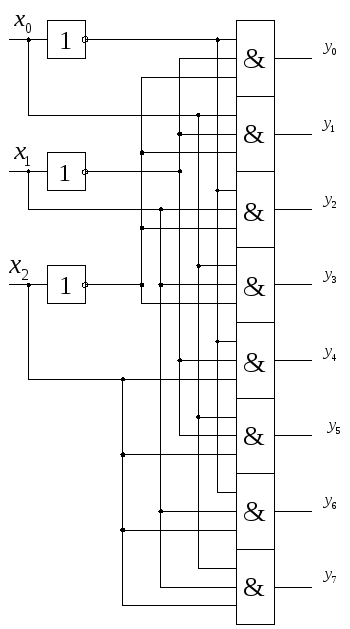 x₀
1
&
y₀
&
y₁
x₁
1
&
y₂
x₂
1
&
y₃
&
y₄
&
y₅
&
y₆
&
y₇